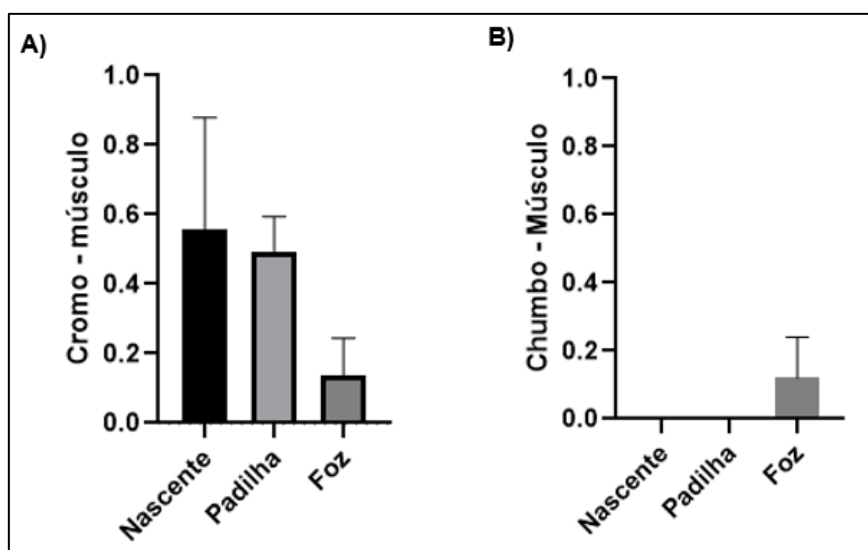 A)
Cromo - músculo
1.0
0.8
0.6
0.4
0.2
0.0
Nascente
Padilha
Foz
B)
Chumbo - Músculo
1.0
0.8
0.6
0.4
0.2
0.0
Nascente
Padilha
Foz